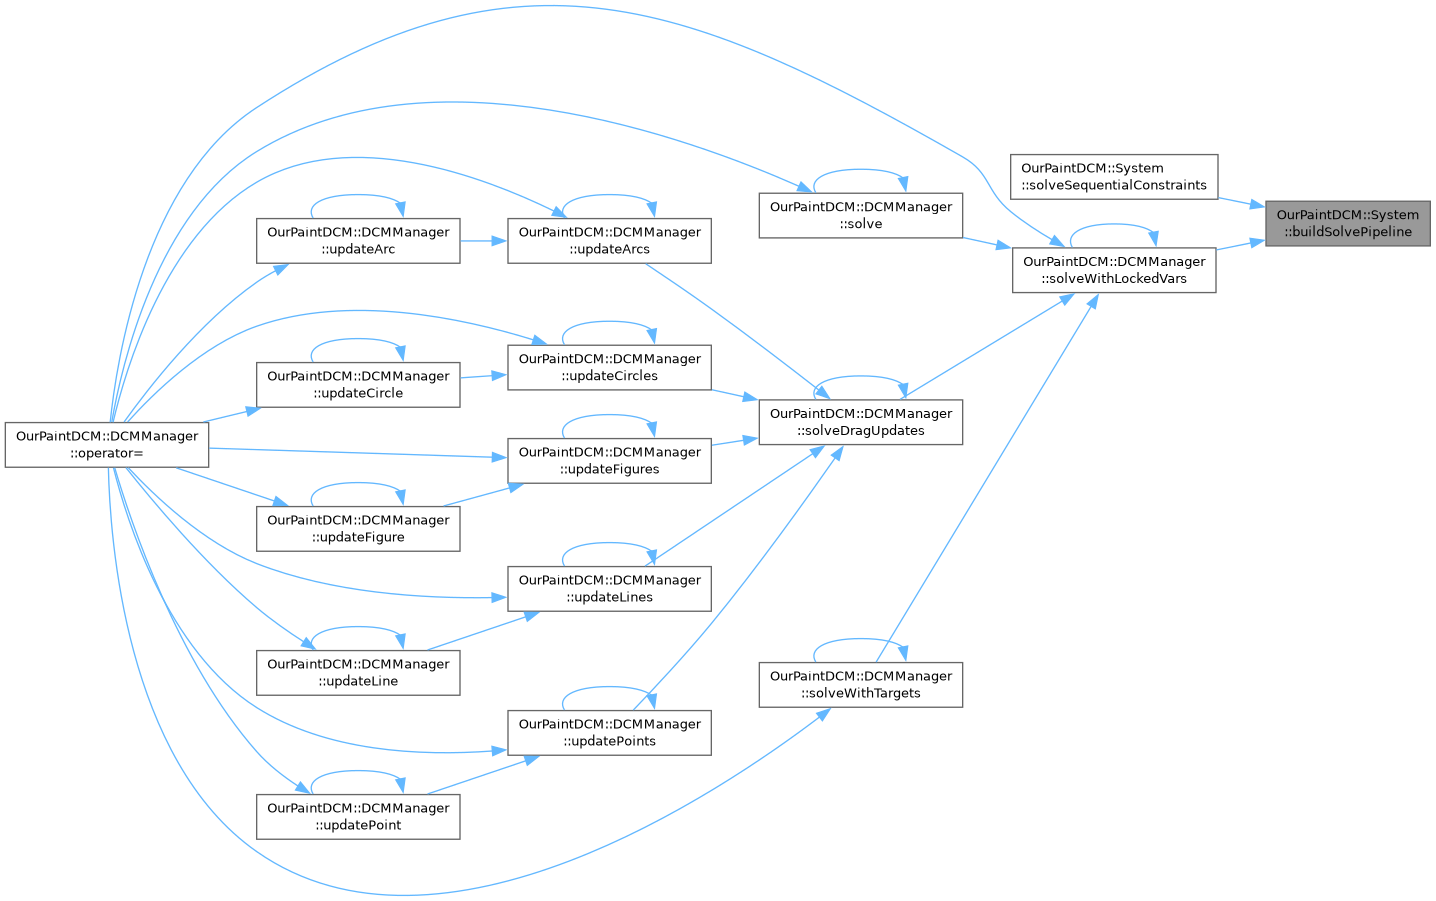 OurPaintDCM::System
::solveSequentialConstraints
OurPaintDCM::DCMManager
::solve
OurPaintDCM::System
::buildSolvePipeline
OurPaintDCM::DCMManager
::updateArc
OurPaintDCM::DCMManager
::updateArcs
OurPaintDCM::DCMManager
::solveWithLockedVars
OurPaintDCM::DCMManager
::updateCircles
OurPaintDCM::DCMManager
::updateCircle
OurPaintDCM::DCMManager
::solveDragUpdates
OurPaintDCM::DCMManager
::operator=
OurPaintDCM::DCMManager
::updateFigures
OurPaintDCM::DCMManager
::updateFigure
OurPaintDCM::DCMManager
::updateLines
OurPaintDCM::DCMManager
::updateLine
OurPaintDCM::DCMManager
::solveWithTargets
OurPaintDCM::DCMManager
::updatePoints
OurPaintDCM::DCMManager
::updatePoint